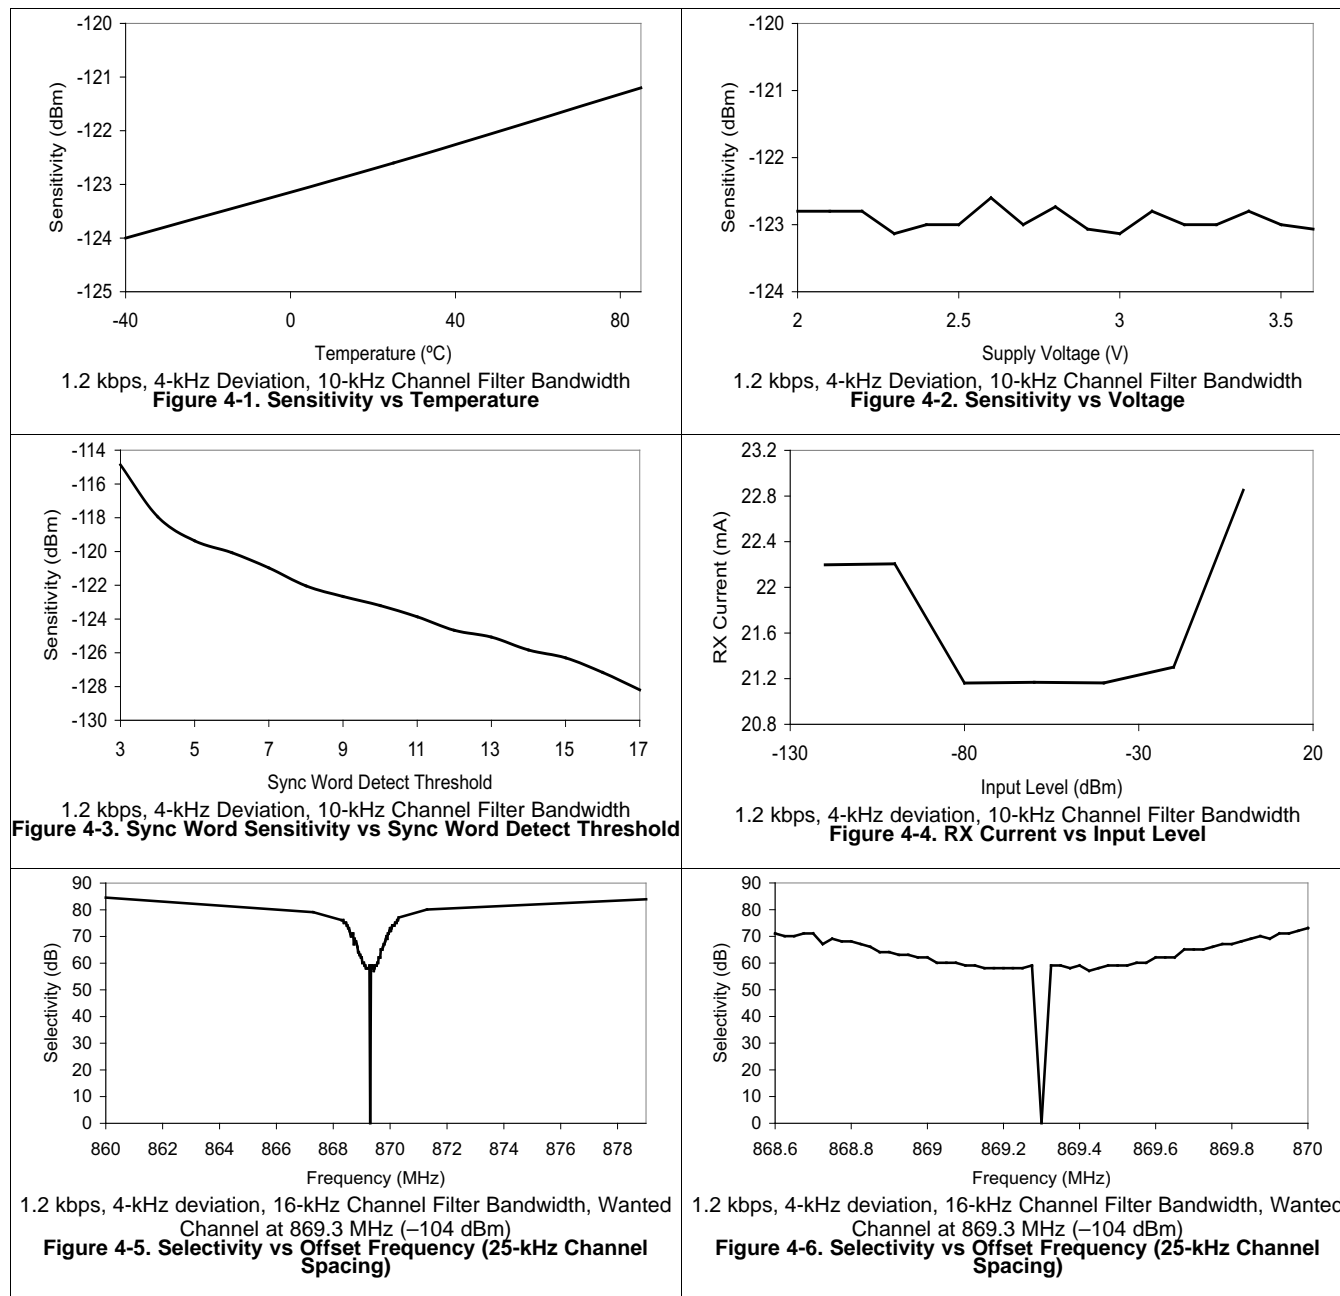 -120
-121
-122
-123
-124
-125
Sensitivity (dBm)
-40 0 40 80
Temperature (ºC)
1.2 kbps, 4-kHz Deviation, 10-kHz Channel Filter Bandwidth
Figure 4-1. Sensitivity vs Temperature
-120
-121
-122
-123
-124
Sensitivity (dBm)
2 2.5 3 3.5
Supply Voltage (V)
1.2 kbps, 4-kHz Deviation, 10-kHz Channel Filter Bandwidth
Figure 4-2. Sensitivity vs Voltage
-114
-116
-118
-120
-122
-124
-126
-128
-130
Sensitivity (dBm)
3 5 7 9 11 13 15 17
Sync Word Detect Threshold
1.2 kbps, 4-kHz Deviation, 10-kHz Channel Filter Bandwidth
Figure 4-3. Sync Word Sensitivity vs Sync Word Detect Threshold
23.2
22.8
22.4
22
21.6
21.2
20.8
RX Current (mA)
-130 -80 -30 20
Input Level (dBm)
1.2 kbps, 4-kHz deviation, 10-kHz Channel Filter Bandwidth
Figure 4-4. RX Current vs Input Level
90
80
70
60
50
40
30
20
10
0
Selectivity (dB)
860 862 864 866 868 870 872 874 876 878
Frequency (MHz)
1.2 kbps, 4-kHz deviation, 16-kHz Channel Filter Bandwidth, Wanted
Channel at 869.3 MHz (–104 dBm)
Figure 4-5. Selectivity vs Offset Frequency (25-kHz Channel
Spacing)
90
80
70
60
50
40
30
20
10
0
Selectivity (dB)
868.6 868.8 869 869.2 869.4 869.6 869.8 870
Frequency (MHz)
1.2 kbps, 4-kHz deviation, 16-kHz Channel Filter Bandwidth, Wanted
Channel at 869.3 MHz (–104 dBm)
Figure 4-6. Selectivity vs Offset Frequency (25-kHz Channel
Spacing)